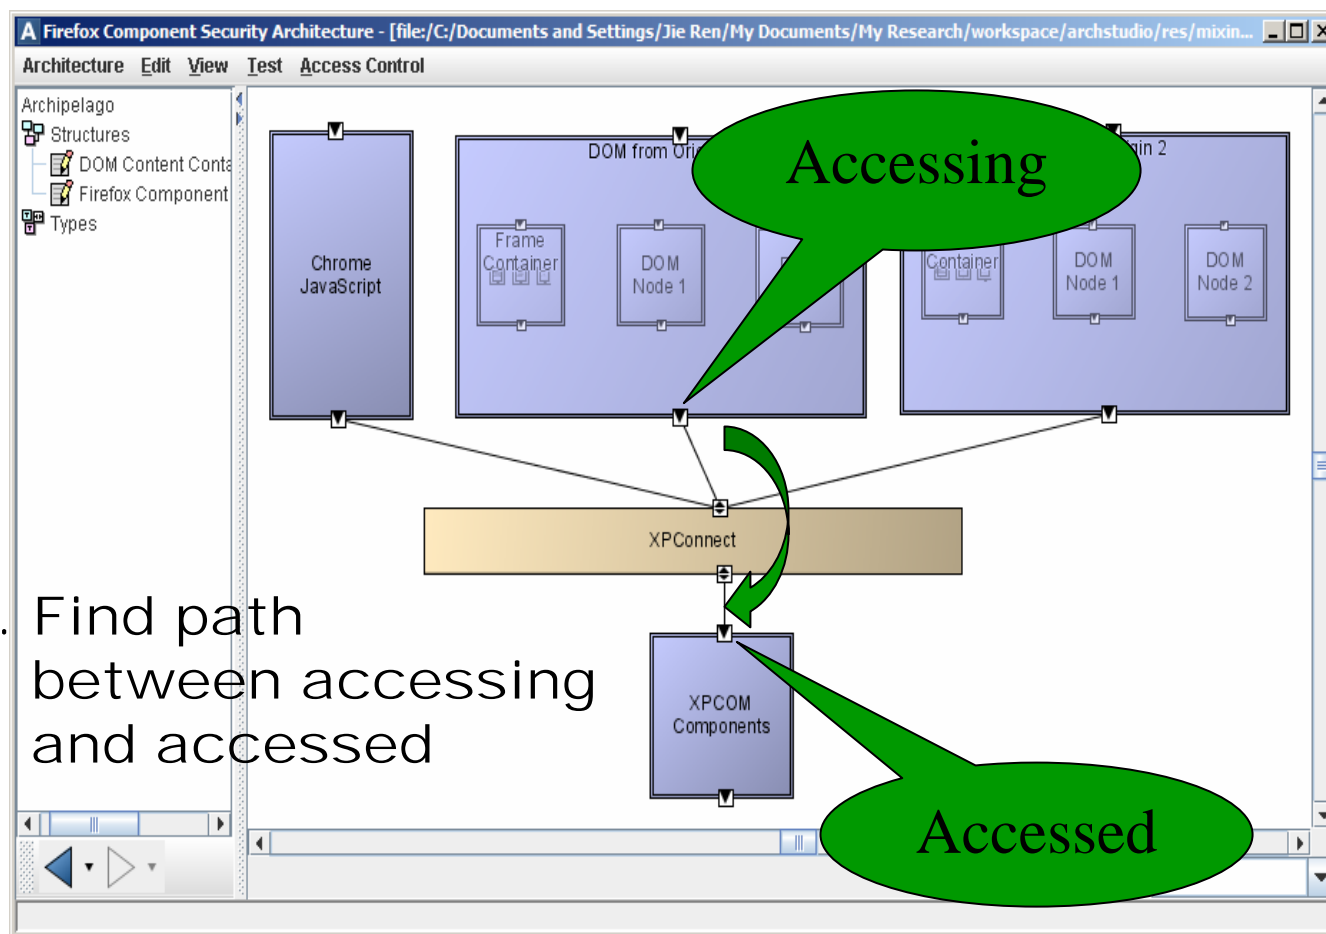 A Firefox Component Security Architecture - [file:/C:/Documents and Settings/Jie Ren/My Documents/My Research/workspace/archstudio/res/mixin...
Architecture Edit View Test Access Control
Archipelago
Structures
DOM Content Conta
Firefox Component
Types
DOM from Ori
gin 2
Accessing
Frame
Container
DOM
Node 1
Container
DOM
Node 1
DOM
Node 2
Chrome
JavaScript
XPConnect
. Find path
between accessing
and accessed
XPCOM
Components
Accessed